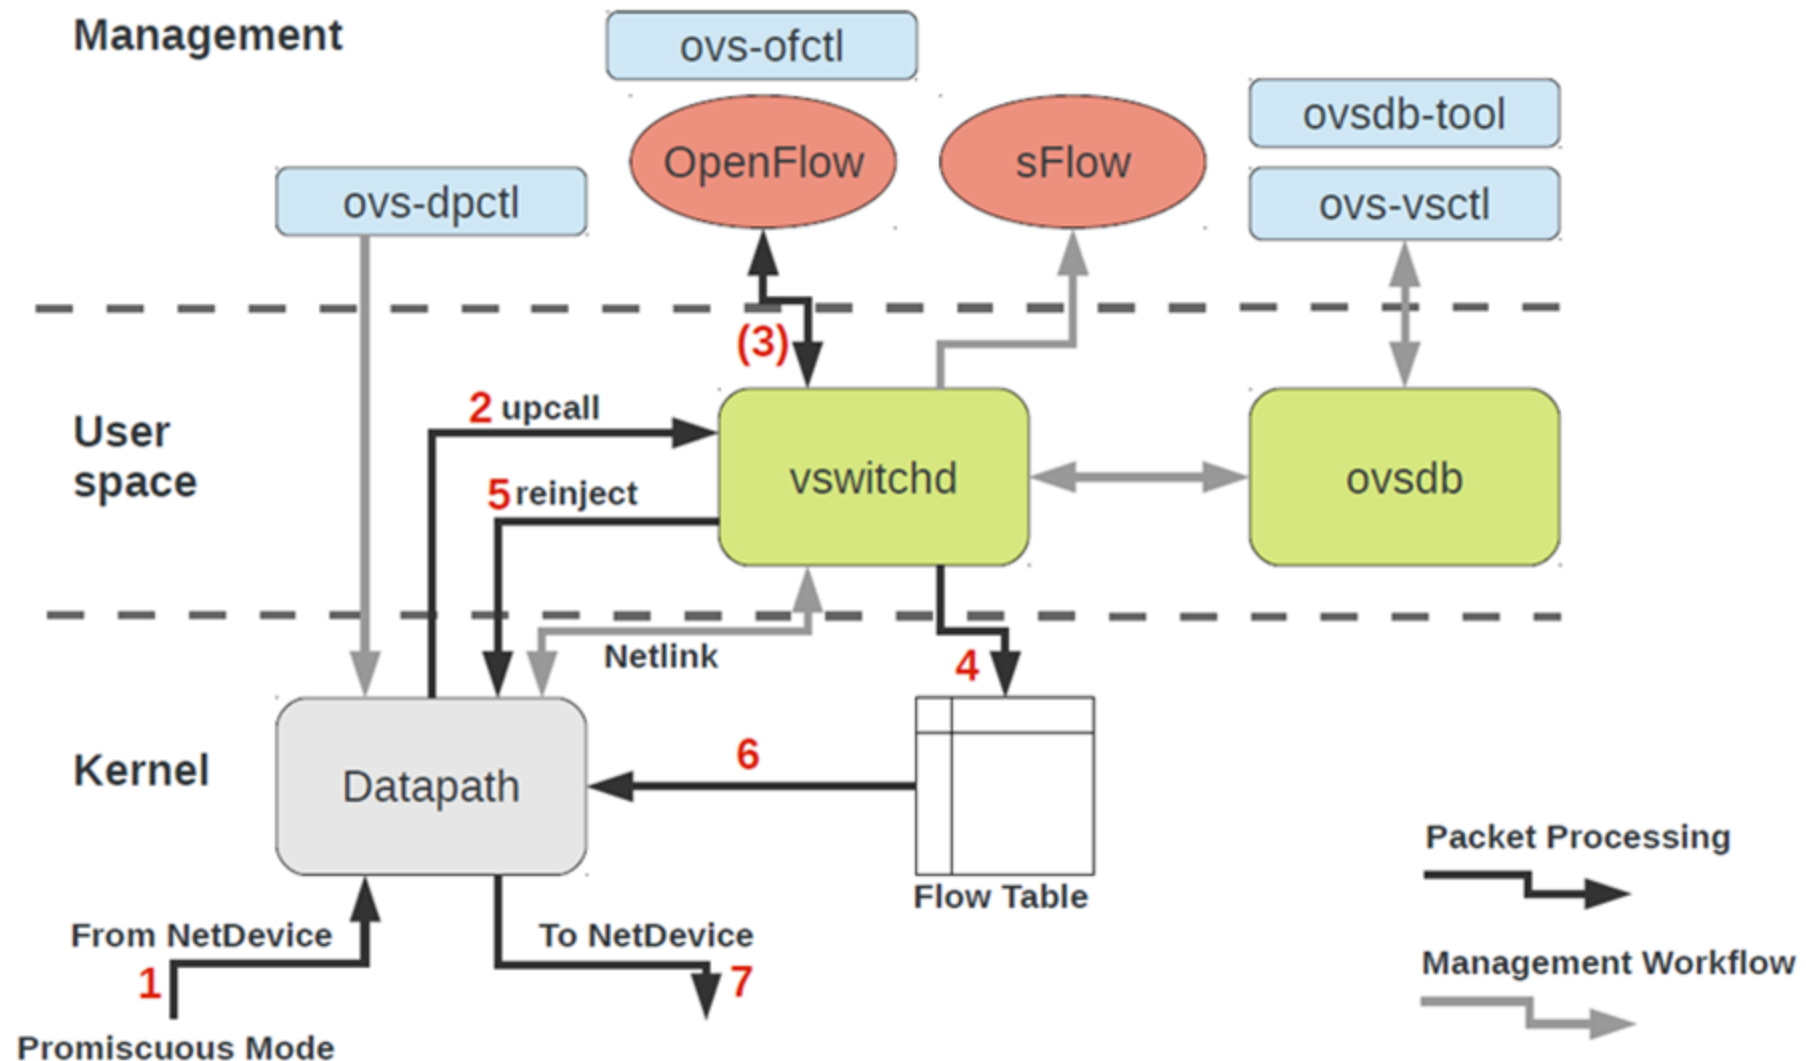 Management
ovs-ofctl
OpenFlow
sFlow
ovsdb-tool
ovs-vsctl
ovs-dpctl
(3)
2 upcall
User
space
5 reinject
vswitchd
ovsdb
Netlink
4
Kernel
Datapath
6
Flow Table
Packet Processing
From NetDevice
To NetDevice
1
7
Management Workflow
Promiscuous Mode